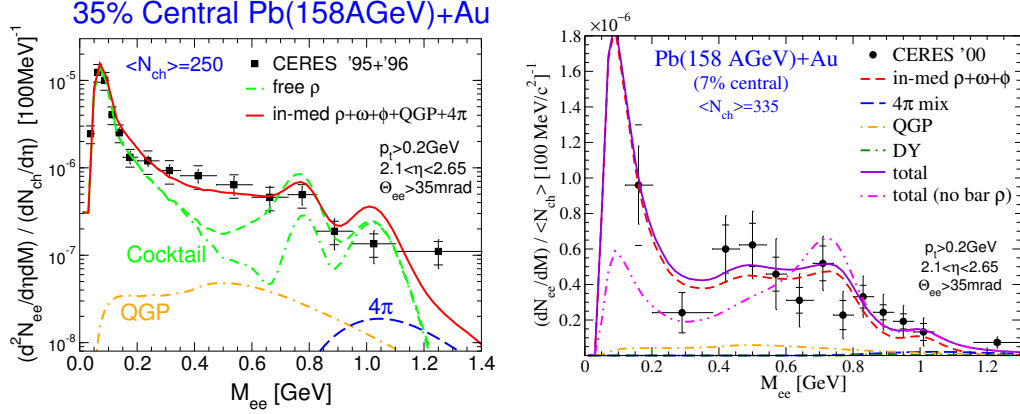 35% Central Pb(158AGeV)+Au
<N_ch>=250
CERES '95+'96
free ρ
in-med ρ+ω+φ+QGP+4π
p_t>0.2GeV
2.1<η<2.65
Θ_ee>35mrad
Cocktail
QGP
4π
(d²N_ee/dηdM) / (dN_ch/dη) [100MeV]⁻¹
10⁻⁵
10⁻⁶
10⁻⁷
10⁻⁸
0.0 0.2 0.4 0.6 0.8 1.0 1.2 1.4
M_ee [GeV]
×10⁻⁶
Pb(158 AGeV)+Au
(7% central)
<N_ch>=335
CERES '00
in-med ρ+ω+φ
4π mix
QGP
DY
total
total (no bar ρ)
p_t>0.2GeV
2.1<η<2.65
Θ_ee>35mrad
(dN_ee/dM) / <N_ch> [100 MeV/c²]⁻¹
1.8
1.6
1.4
1.2
1.0
0.8
0.6
0.4
0.2
0 0.2 0.4 0.6 0.8 1 1.2
M_ee [GeV]